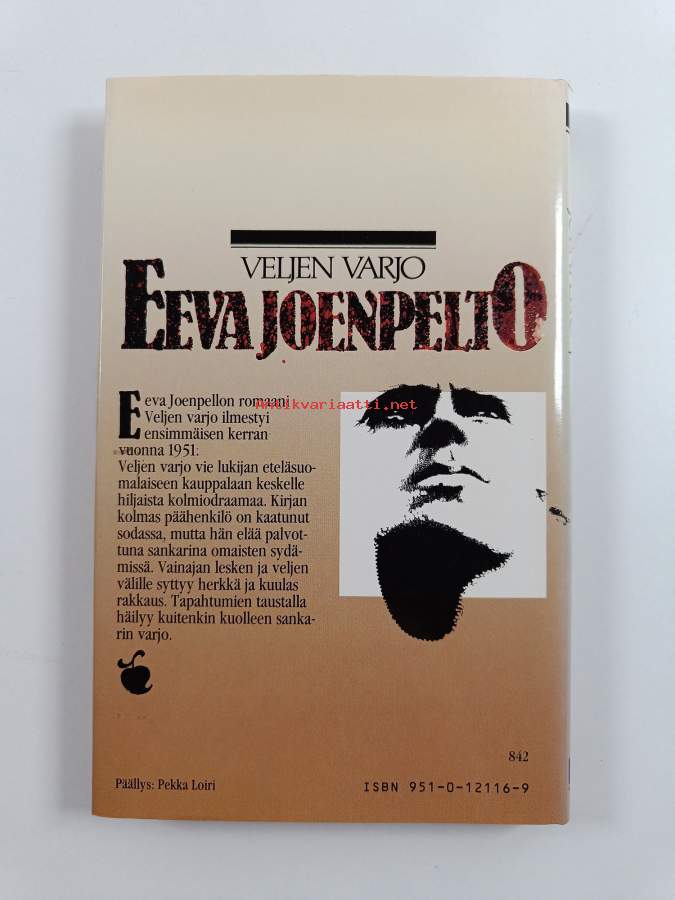 VELJEN VARJO
EEVA JOENPELTO
Eeva Joenpellon romaani
Veljen varjo ilmestyi
ensimmäisen kerran
vuonna 1951.
Veljen varjo vie lukijan eteläsuo-
malaiseen kauppalaan keskelle
hiljaista kolmiodraamaa. Kirjan
kolmas päähenkilö on kaatunut
sodassa, mutta hän elää palvot-
tuna sankarina omaisten sydä-
missä. Vainajan lesken ja veljen
välille syttyy herkkä ja kuulas
rakkaus. Tapahtumien taustalla
häilyy kuitenkin kuolleen sanka-
rin varjo.
Antikvariaatti.net
842
Päällys: Pekka Loiri
ISBN 951-0-12116-9